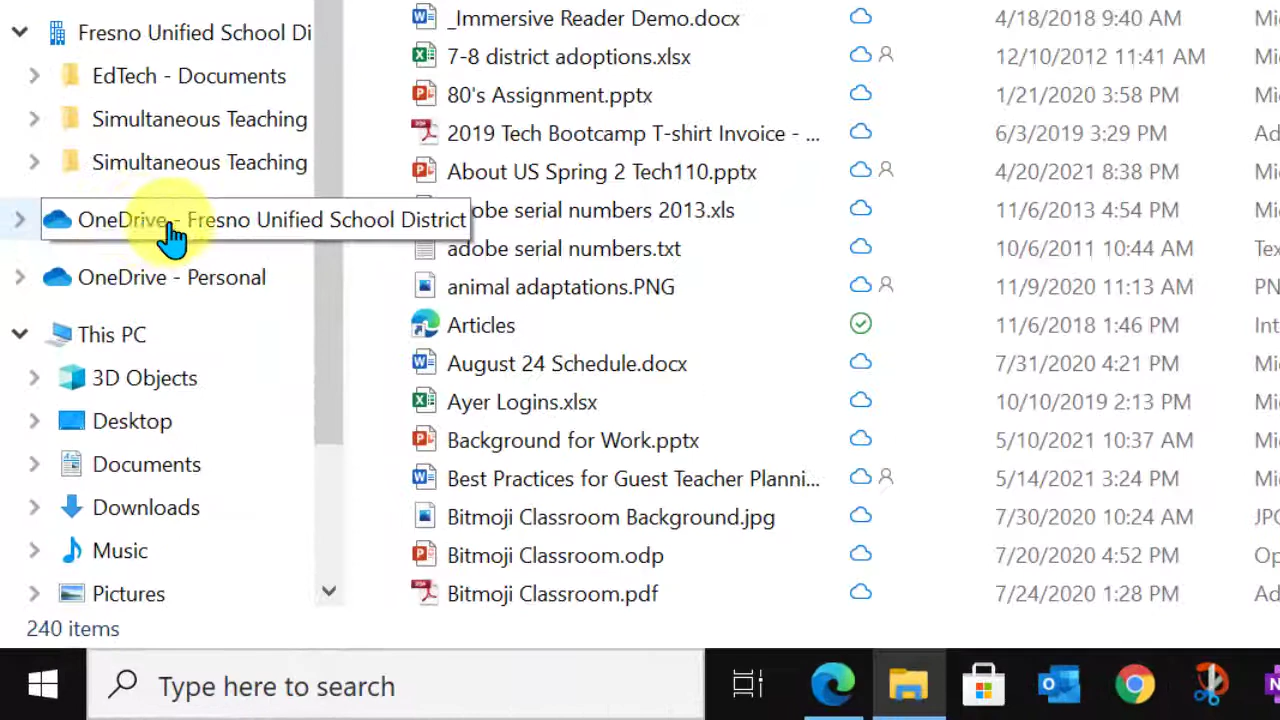 Fresno Unified School Di
EdTech - Documents
Simultaneous Teaching
Simultaneous Teaching
OneDrive - Fresno Unified School District
OneDrive - Personal
This PC
3D Objects
Desktop
Documents
Downloads
Music
Pictures
240 items
_Immersive Reader Demo.docx 4/18/2018 9:40 AM Mi
7-8 district adoptions.xlsx 12/10/2012 11:41 AM Mi
80's Assignment.pptx 1/21/2020 3:58 PM Mi
2019 Tech Bootcamp T-shirt Invoice - ... 6/3/2019 3:29 PM Ad
About US Spring 2 Tech110.pptx 4/20/2021 8:38 PM Mi
obe serial numbers 2013.xls 11/6/2013 4:54 PM Mi
adobe serial numbers.txt 10/6/2011 10:44 AM Tex
animal adaptations.PNG 11/9/2020 11:13 AM PN
Articles 11/6/2018 1:46 PM Int
August 24 Schedule.docx 7/31/2020 4:21 PM Mi
Ayer Logins.xlsx 10/10/2019 2:13 PM Mi
Background for Work.pptx 5/10/2021 10:37 AM Mi
Best Practices for Guest Teacher Planni... 5/14/2021 3:24 PM Mi
Bitmoji Classroom Background.jpg 7/30/2020 10:24 AM JPG
Bitmoji Classroom.odp 7/20/2020 4:52 PM Op
Bitmoji Classroom.pdf 7/24/2020 1:28 PM Ad
Type here to search